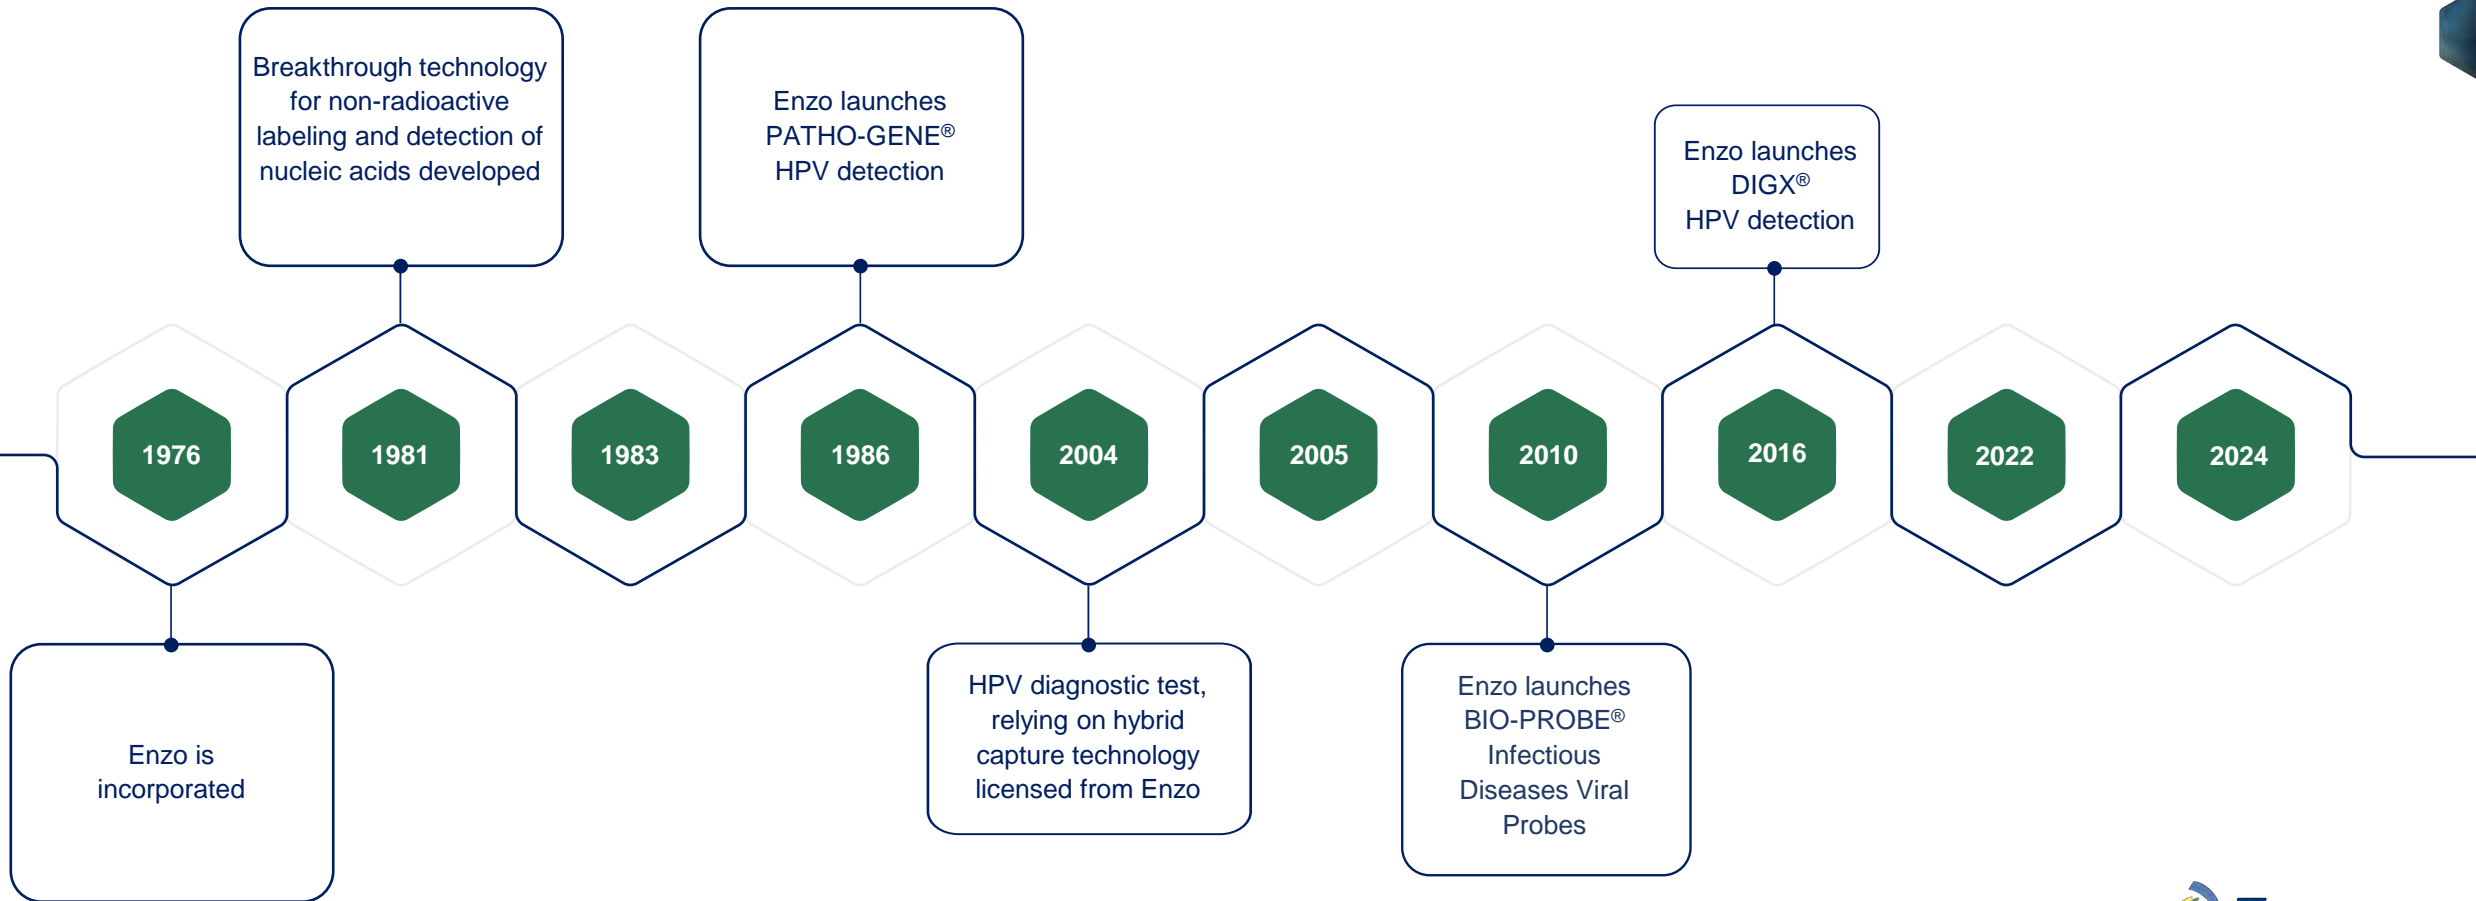 Breakthrough technology
for non-radioactive
labeling and detection of
nucleic acids developed
Enzo launches
PATHO-GENE®
HPV detection
Enzo launches
DIGX®
HPV detection
1976
1981
1983
1986
2004
2005
2010
2016
2022
2024
Enzo is
incorporated
HPV diagnostic test,
relying on hybrid
capture technology
licensed from Enzo
Enzo launches
BIO-PROBE®
Infectious
Diseases Viral
Probes